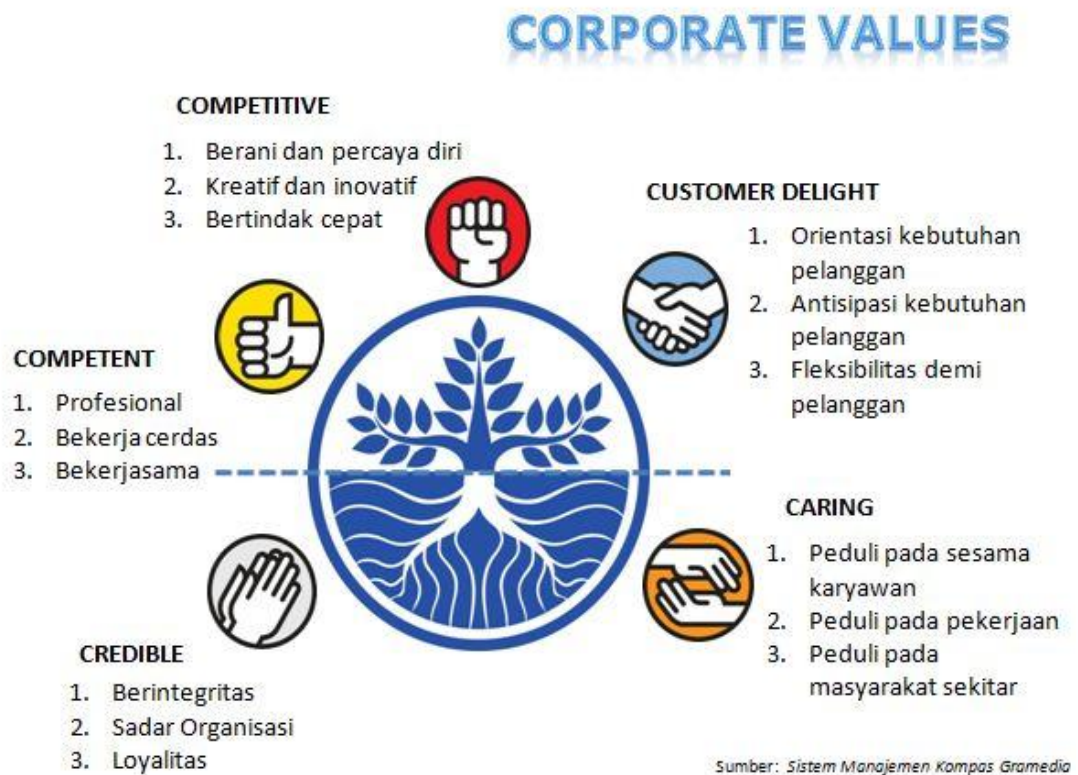 CORPORATE VALUES
COMPETITIVE
1. Berani dan percaya diri
2. Kreatif dan inovatif
3. Bertindak cepat
CUSTOMER DELIGHT
1. Orientasi kebutuhan
pelanggan
2. Antisipasi kebutuhan
pelanggan
3. Fleksibilitas demi
pelanggan
COMPETENT
1. Profesional
2. Bekerja cerdas
3. Bekerjasama
CARING
1. Peduli pada sesama
karyawan
2. Peduli pada pekerjaan
3. Peduli pada
masyarakat sekitar
CREDIBLE
1. Berintegritas
2. Sadar Organisasi
3. Loyalitas
Sumber: Sistem Manajemen Kompas Gramedia